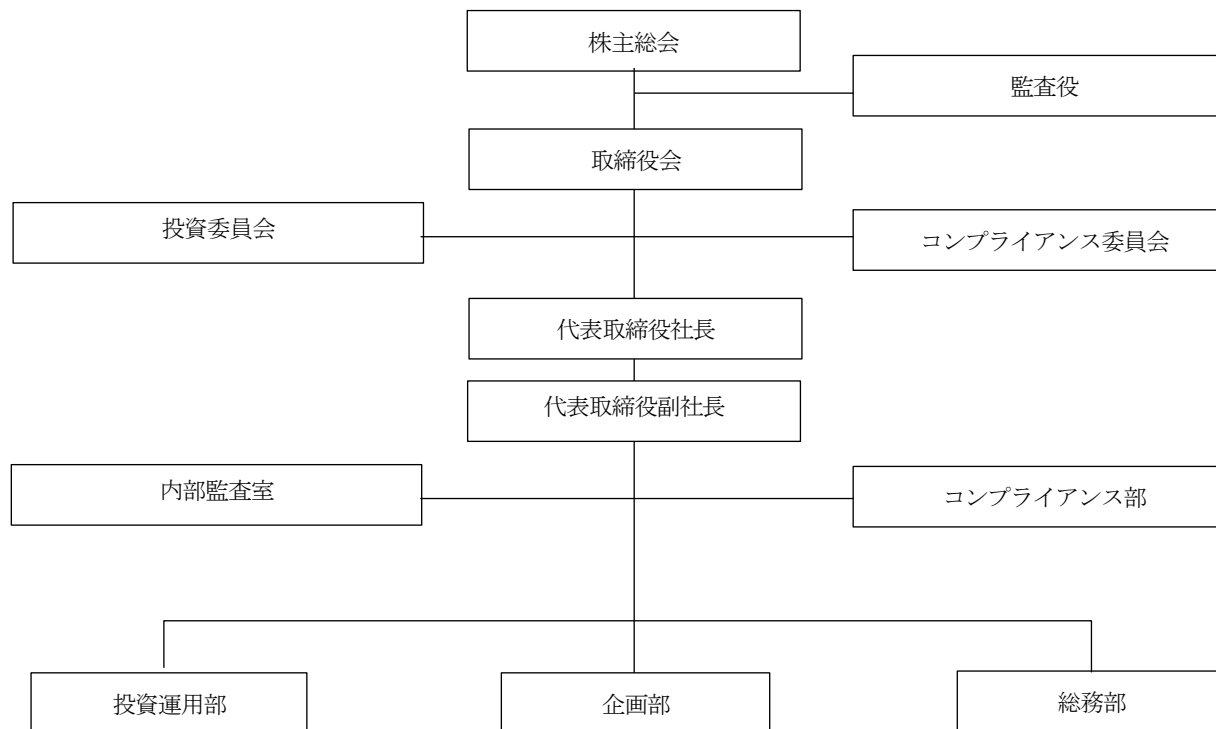 株主総会
監査役
取締役会
投資委員会
コンプライアンス委員会
代表取締役社長
代表取締役副社長
内部監査室
コンプライアンス部
投資運用部
企画部
総務部